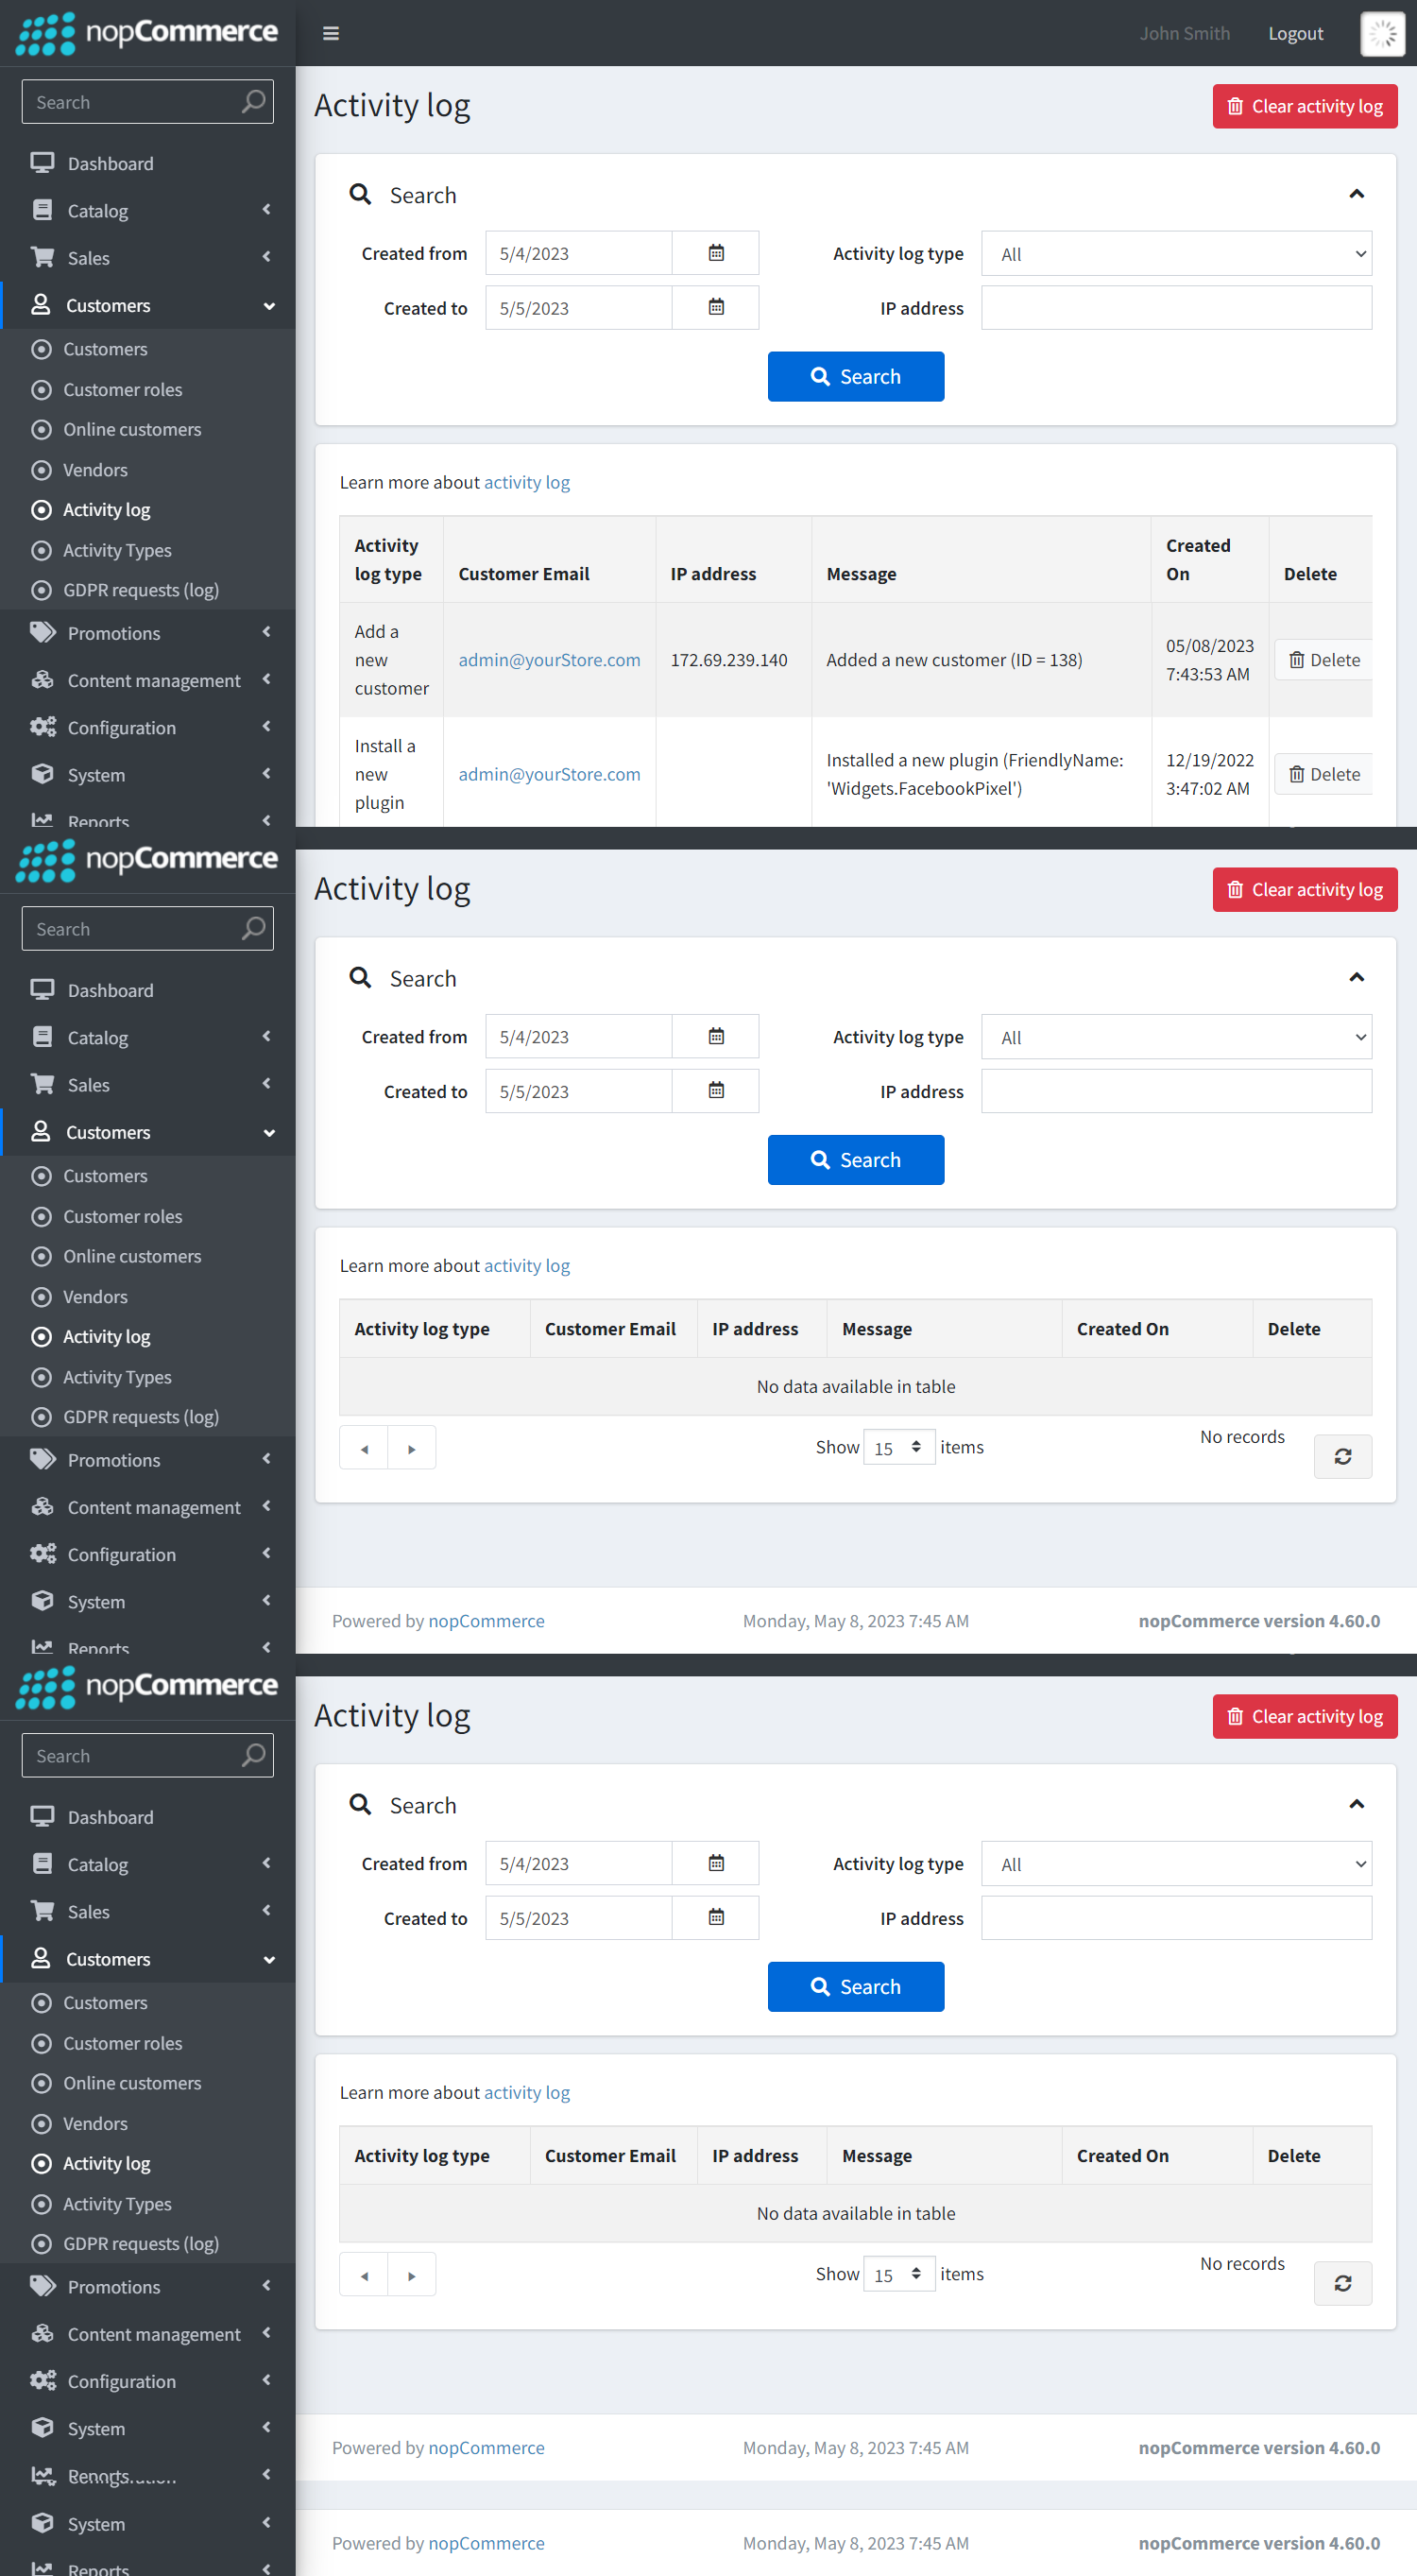 nopCommerce
John Smith
Logout
Search
Dashboard
Catalog
Sales
Customers
Customers
Customer roles
Online customers
Vendors
Activity log
Activity Types
GDPR requests (log)
Promotions
Content management
Configuration
System
Reports
Activity log
Clear activity log
Search
Created from
5/4/2023
Activity log type
All
Created to
5/5/2023
IP address
Search
Learn more about activity log
Activity log type
Customer Email
IP address
Message
Created On
Delete
Add a new customer
admin@yourStore.com
172.69.239.140
Added a new customer (ID = 138)
05/08/2023 7:43:53 AM
Delete
Install a new plugin
admin@yourStore.com
Installed a new plugin (FriendlyName: 'Widgets.FacebookPixel')
12/19/2022 3:47:02 AM
Delete
nopCommerce
Search
Dashboard
Catalog
Sales
Customers
Customers
Customer roles
Online customers
Vendors
Activity log
Activity Types
GDPR requests (log)
Promotions
Content management
Configuration
System
Reports
Activity log
Clear activity log
Search
Created from
5/4/2023
Activity log type
All
Created to
5/5/2023
IP address
Search
Learn more about activity log
Activity log type
Customer Email
IP address
Message
Created On
Delete
No data available in table
Show 15 items
No records
Powered by nopCommerce
Monday, May 8, 2023 7:45 AM
nopCommerce version 4.60.0
nopCommerce
Search
Dashboard
Catalog
Sales
Customers
Customers
Customer roles
Online customers
Vendors
Activity log
Activity Types
GDPR requests (log)
Promotions
Content management
Configuration
System
Reports
System
Reports
Activity log
Clear activity log
Search
Created from
5/4/2023
Activity log type
All
Created to
5/5/2023
IP address
Search
Learn more about activity log
Activity log type
Customer Email
IP address
Message
Created On
Delete
No data available in table
Show 15 items
No records
Powered by nopCommerce
Monday, May 8, 2023 7:45 AM
nopCommerce version 4.60.0
Powered by nopCommerce
Monday, May 8, 2023 7:45 AM
nopCommerce version 4.60.0